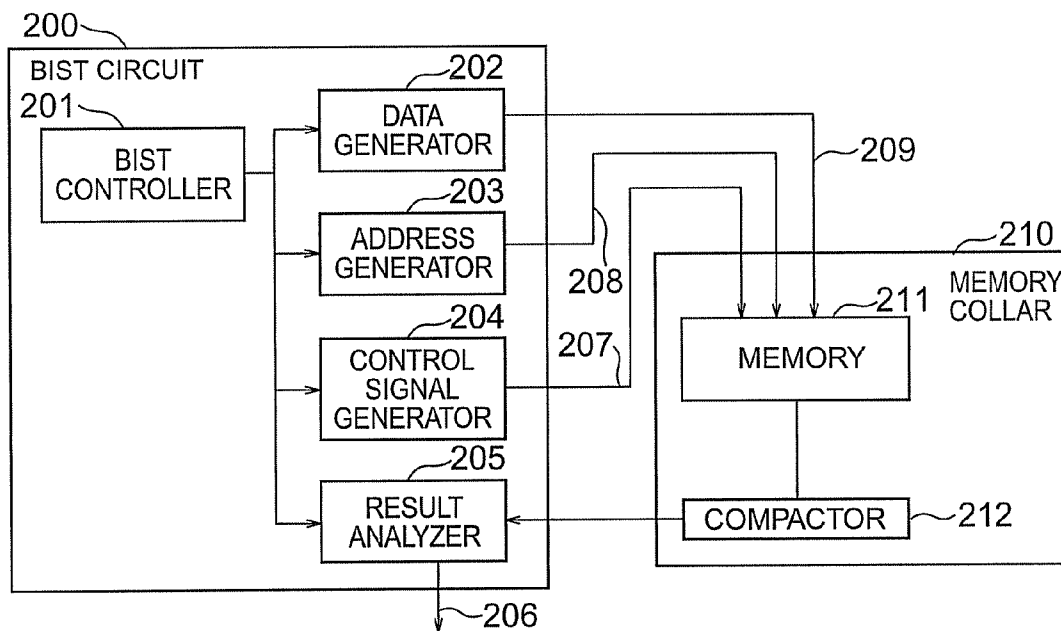 200
BIST CIRCUIT
201
BIST
CONTROLLER
202
DATA
GENERATOR
203
ADDRESS
GENERATOR
204
CONTROL
SIGNAL
GENERATOR
205
RESULT
ANALYZER
206
207
208
209
210
MEMORY
COLLAR
211
MEMORY
COMPACTOR
212